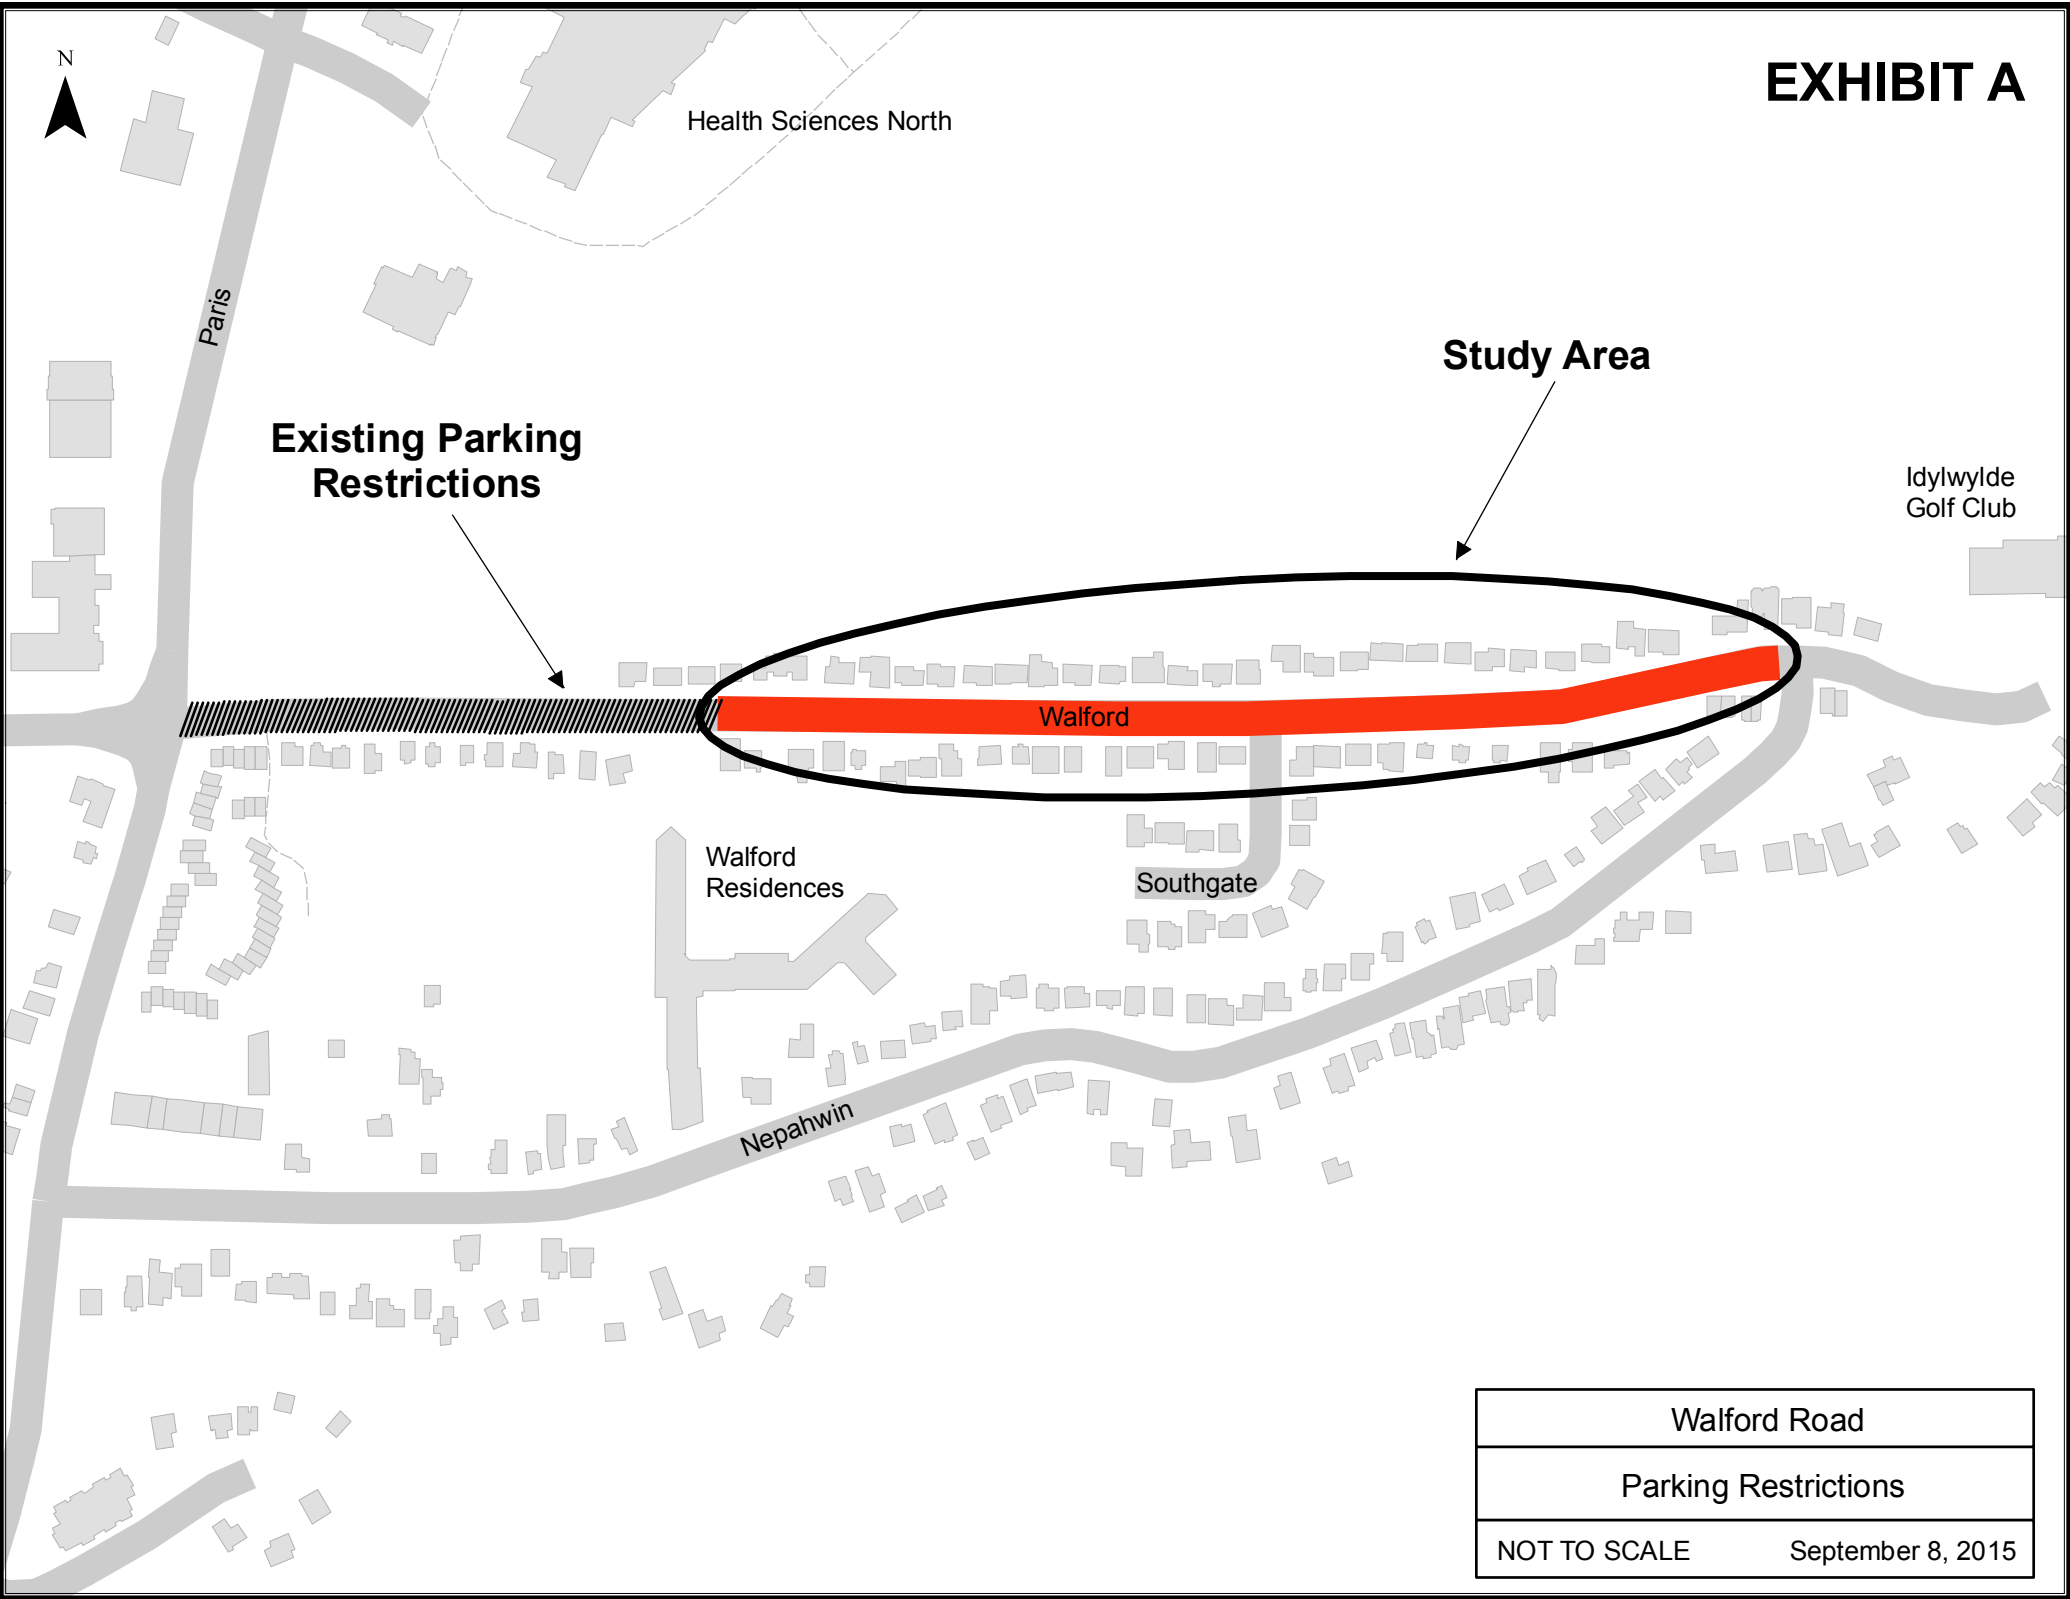 N
EXHIBIT A
Health Sciences North
Paris
Study Area
Existing Parking
Restrictions
Idylwylde
Golf Club
Walford
Walford
Residences
Southgate
Nepahwin
Walford Road
Parking Restrictions
NOT TO SCALE September 8, 2015